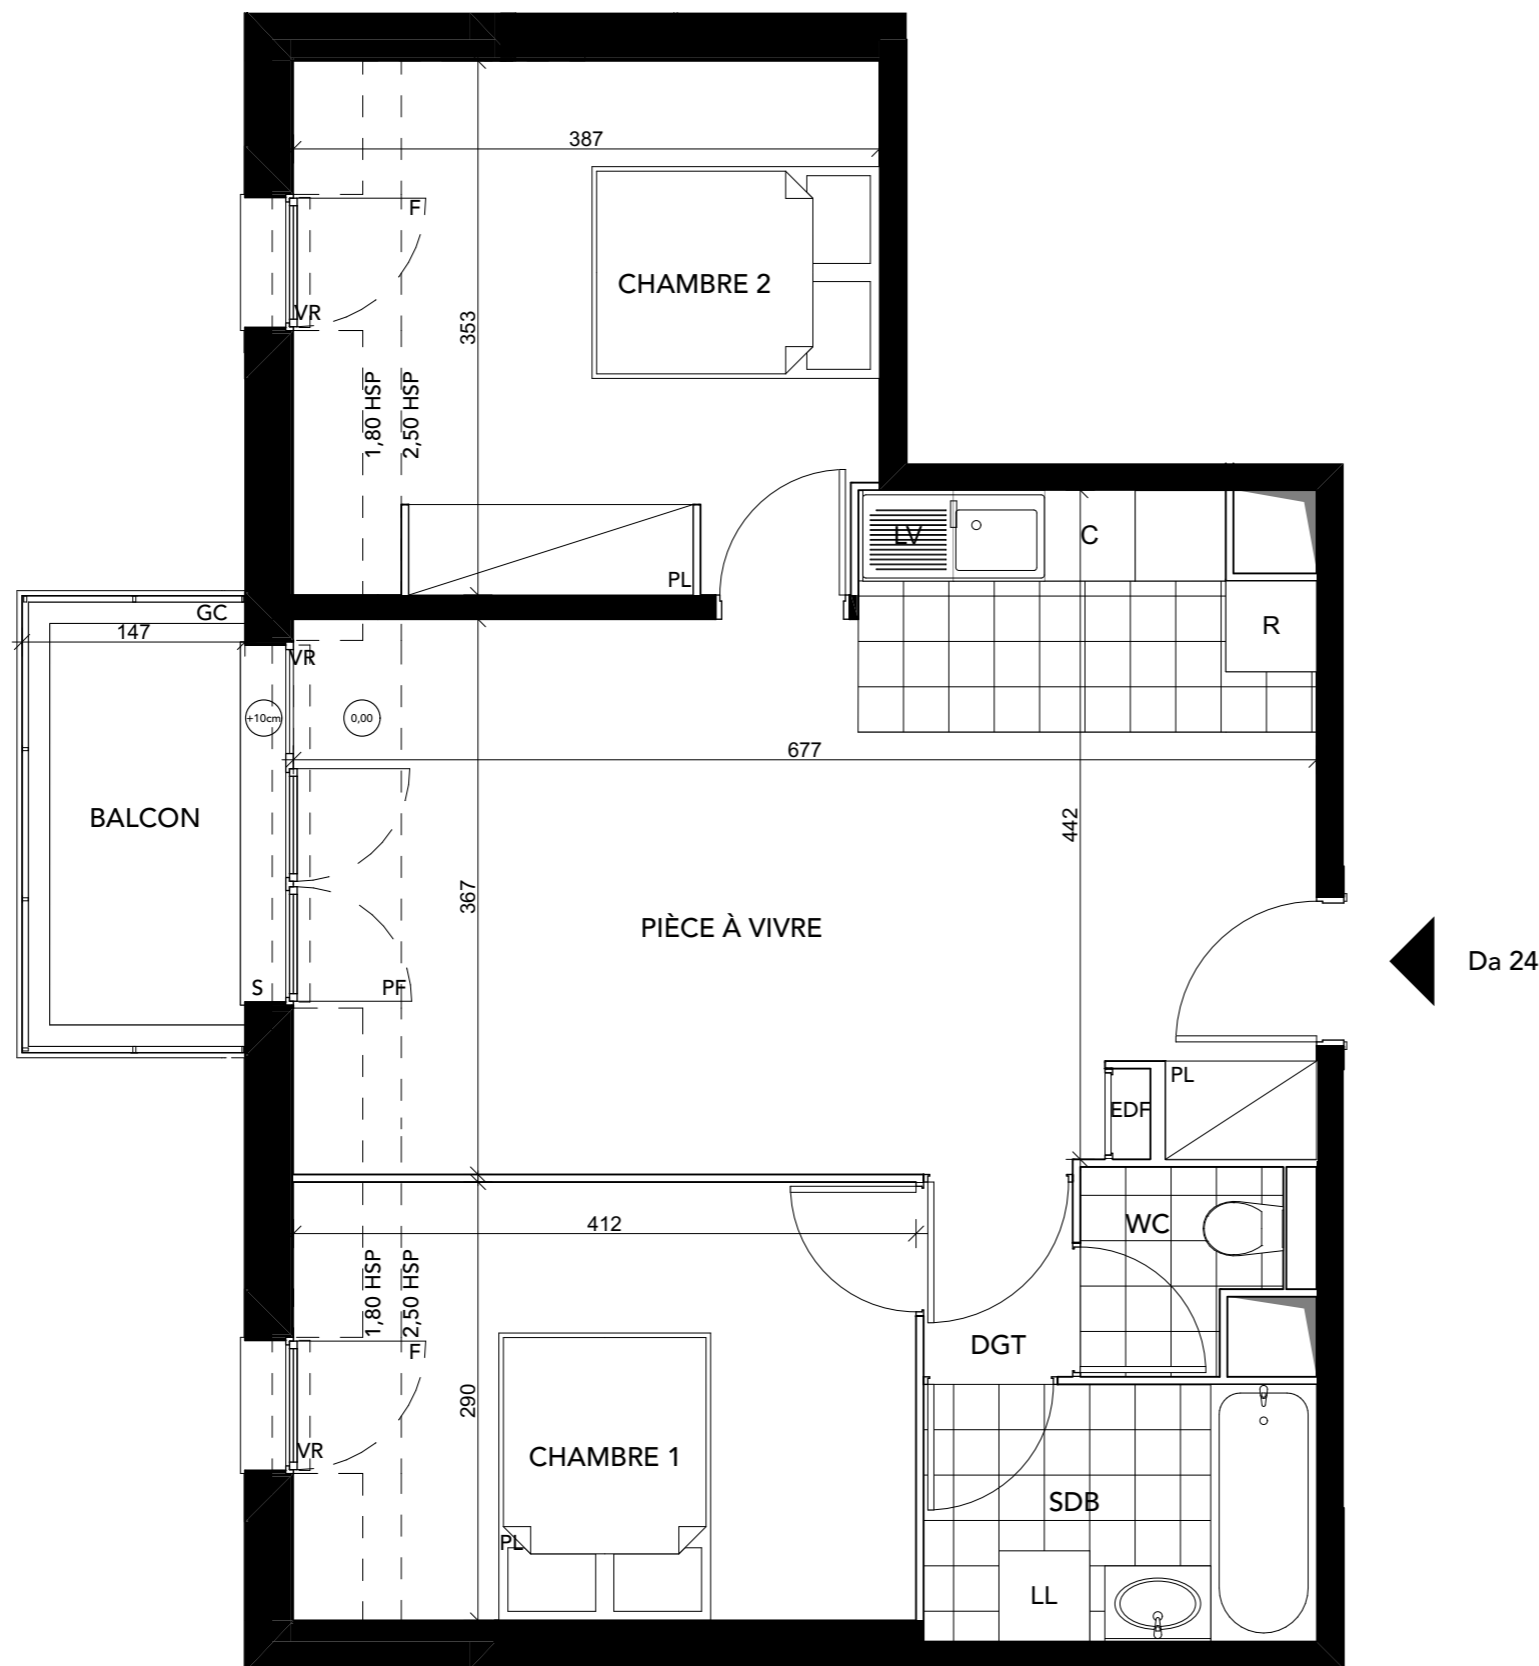 387
F
CHAMBRE 2
VR
353
1,80 HSP
2,50 HSP
LV
C
PL
GC
R
147
VR
+10cm
0,00
677
BALCON
442
367
PIÈCE À VIVRE
Da 24
S
PF
PL
EDF
412
WC
1,80 HSP
2,50 HSP
F
DGT
290
VR
CHAMBRE 1
SDB
PL
LL